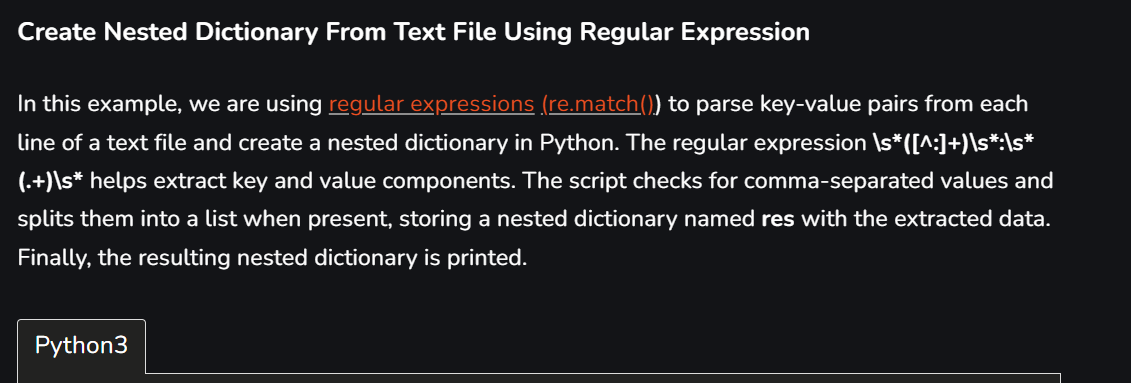 Create Nested Dictionary From Text File Using Regular Expression
In this example, we are using regular expressions (re.match()) to parse key-value pairs from each
line of a text file and create a nested dictionary in Python. The regular expression \s*([^:]+)\s*:\s*
(.+)\s* helps extract key and value components. The script checks for comma-separated values and
splits them into a list when present, storing a nested dictionary named res with the extracted data.
Finally, the resulting nested dictionary is printed.
Python3